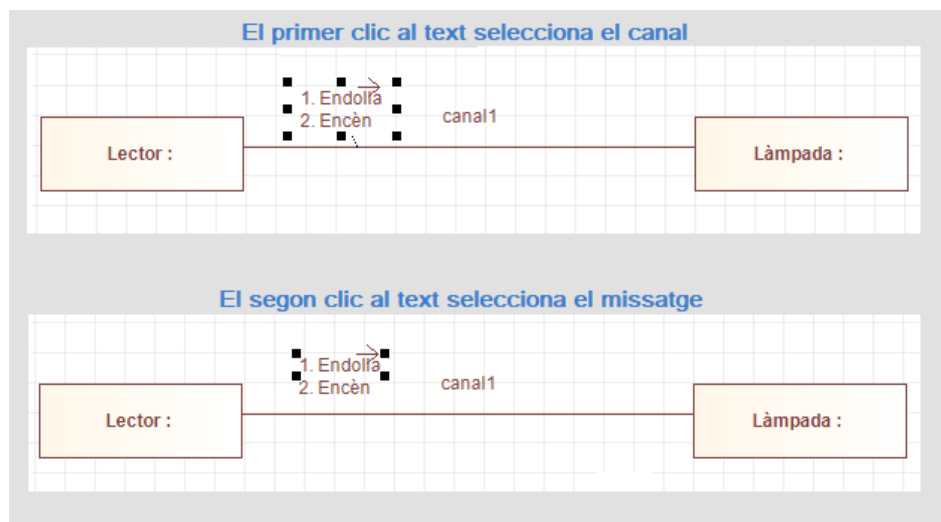 El primer clic al text selecciona el canal
1. Endolla
2. Encèn
canal1
Lector :
Làmpada :
El segon clic al text selecciona el missatge
1. Endolla
2. Encèn
canal1
Lector :
Làmpada :